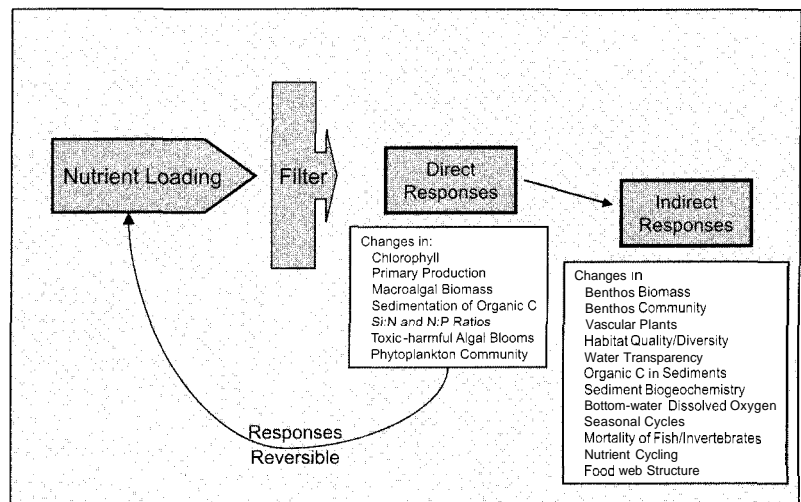 Nutrient Loading
Filter
Direct
Responses
Indirect
Responses
Changes in:
Chlorophyll
Primary Production
Macroalgal Biomass
Sedimentation of Organic C
Si:N and N:P Ratios
Toxic-harmful Algal Blooms
Phytoplankton Community
Changes in
Benthos Biomass
Benthos Community
Vascular Plants
Habitat Quality/Diversity
Water Transparency
Organic C in Sediments
Sediment Biogeochemistry
Bottom-water Dissolved Oxygen
Seasonal Cycles
Mortality of Fish/Invertebrates
Nutrient Cycling
Food web Structure
Responses
Reversible